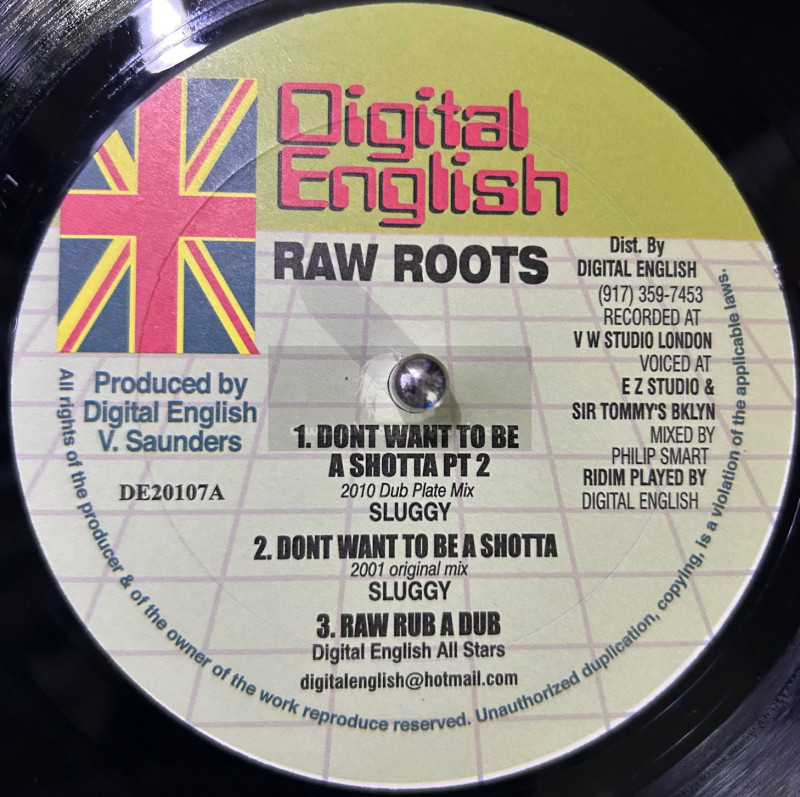 Digital
English
RAW ROOTS
Dist. By
DIGITAL ENGLISH
(917) 359-7453
RECORDED AT
V W STUDIO LONDON
VOICED AT
E Z STUDIO &
SIR TOMMY'S BKLYN
MIXED BY
PHILIP SMART
RIDIM PLAYED BY
DIGITAL ENGLISH
Produced by
Digital English
V. Saunders
DE20107A
1. DONT WANT TO BE
A SHOTTA PT 2
2010 Dub Plate Mix
SLUGGY
2. DONT WANT TO BE A SHOTTA
2001 original mix
SLUGGY
3. RAW RUB A DUB
Digital English All Stars
digitalenglish@hotmail.com
All rights of the producer & of the owner of the work reproduce reserved. Unauthorized duplication, copying, is a violation of the applicable laws.